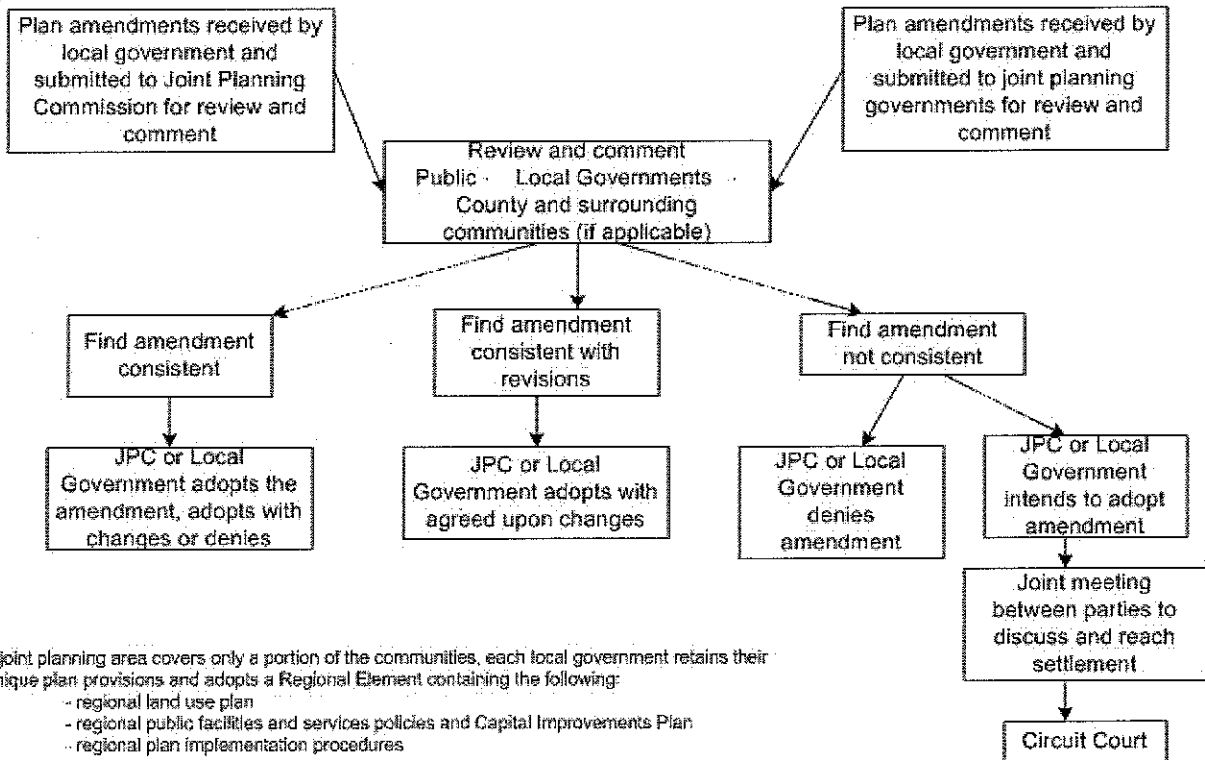 Plan amendments received by
local government and
submitted to Joint Planning
Commission for review and
comment
Plan amendments received by
local government and
submitted to joint planning
governments for review and
comment
Review and comment
Public - Local Governments -
County and surrounding
communities (if applicable)
Find amendment
consistent
Find amendment
consistent with
revisions
Find amendment
not consistent
JPC or Local
Government adopts the
amendment, adopts with
changes or denies
JPC or Local
Government adopts with
agreed upon changes
JPC or Local
Government
denies
amendment
JPC or Local
Government
intends to adopt
amendment
Joint meeting
between parties to
discuss and reach
settlement
Circuit Court
joint planning area covers only a portion of the communities, each local government retains their
nique plan provisions and adopts a Regional Element containing the following:
- regional land use plan
- regional public facilities and services policies and Capital Improvements Plan
- regional plan implementation procedures